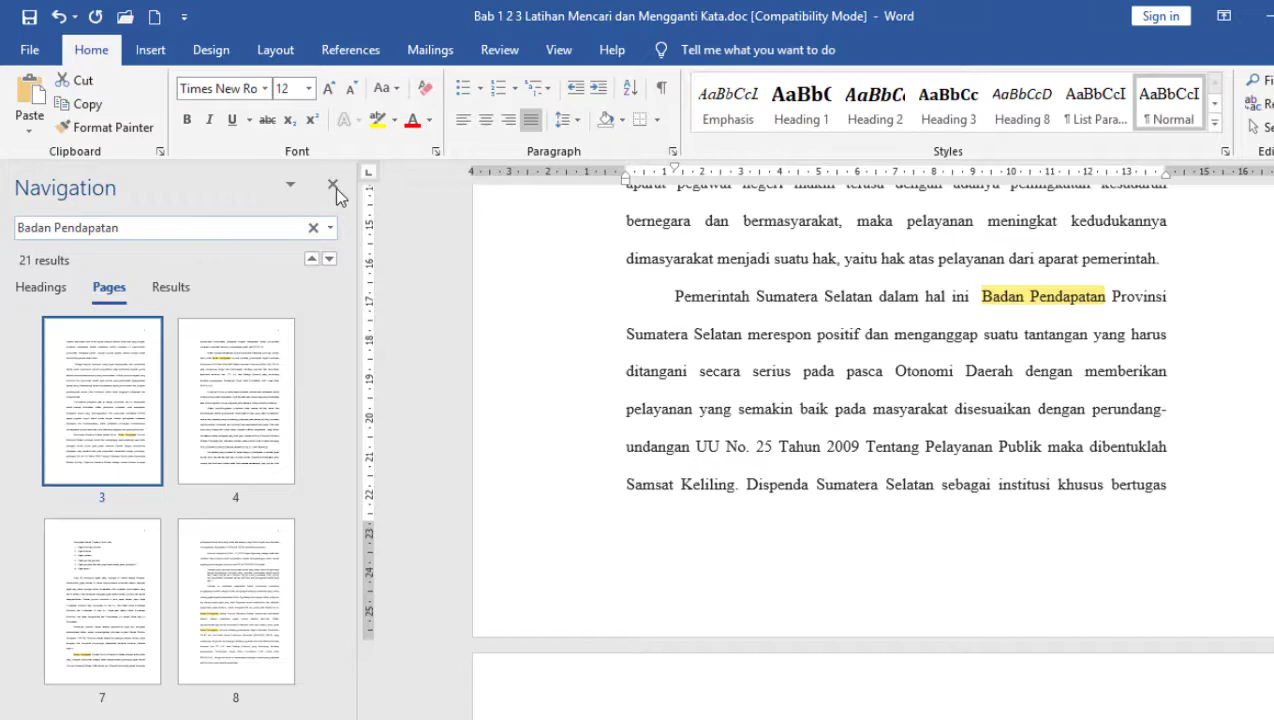 Bab 1 2 3 Latihan Mencari dan Mengganti Kata.doc [Compatibility Mode] - Word
Sign in
File Home Insert Design Layout References Mailings Review View Help Tell me what you want to do
Paste
Cut
Copy
Format Painter
Clipboard
Times New Ro 12
Font
Paragraph
AaBbCcL AaBb( AaBbCc AaBbCc AaBbCcD AaBbCcI AaBbCcI
Emphasis Heading 1 Heading 2 Heading 3 Heading 8 ¶ List Para... ¶ Normal
Styles
Navigation
Badan Pendapatan
21 results
Headings Pages Results
3 4
7 8
aparat pegawai negeri makin terasa dengan adanya peningkatan kesadaran
bernegara dan bermasyarakat, maka pelayanan meningkat kedudukannya
dimasyarakat menjadi suatu hak, yaitu hak atas pelayanan dari aparat pemerintah.
Pemerintah Sumatera Selatan dalam hal ini Badan Pendapatan Provinsi
Sumatera Selatan merespon positif dan menganggap suatu tantangan yang harus
ditangani secara serius pada pasca Otonomi Daerah dengan memberikan
pelayanan yang semakin baik pada masyarakat disesuaikan dengan perundang-
undangan UU No. 25 Tahun 2009 Tentang Pelayanan Publik maka dibentuklah
Samsat Keliling. Dispenda Sumatera Selatan sebagai institusi khusus bertugas